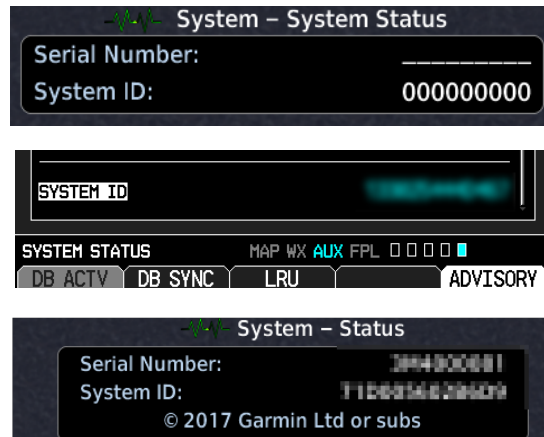 System – System Status
Serial Number: _________
System ID: 000000000
SYSTEM ID
SYSTEM STATUS MAP WX AUX FPL
DB ACTV DB SYNC LRU ADVISORY
System – Status
Serial Number:
System ID:
© 2017 Garmin Ltd or subs